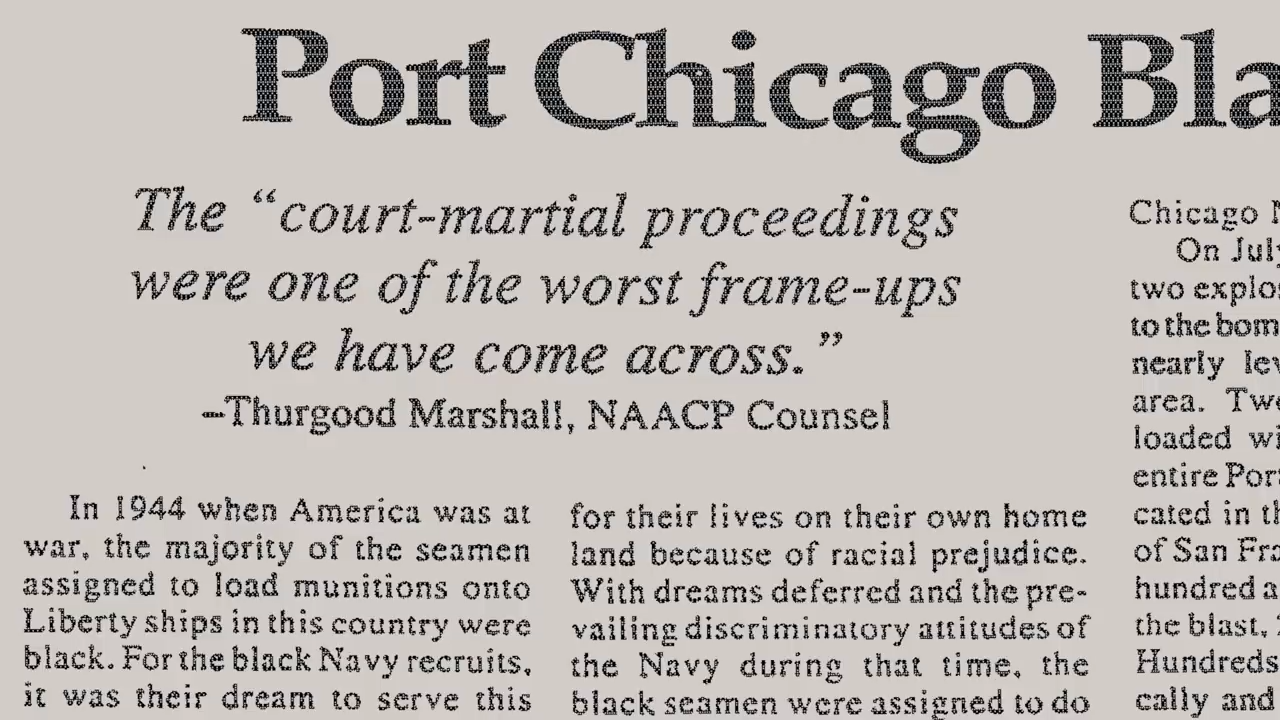 Port Chicago Bla
The “court-martial proceedings
were one of the worst frame-ups
we have come across.”
–Thurgood Marshall, NAACP Counsel
In 1944 when America was at
war, the majority of the seamen
assigned to load munitions onto
Liberty ships in this country were
black. For the black Navy recruits,
it was their dream to serve this
for their lives on their own home
land because of racial prejudice.
With dreams deferred and the pre-
vailing discriminatory attitudes of
the Navy during that time, the
black seamen were assigned to do
Chicago
On July
two explos
to the bom
nearly lev
area. Twe
loaded wi
entire Port
cated in th
of San Fra
hundred a
the blast,
Hundreds
cally and